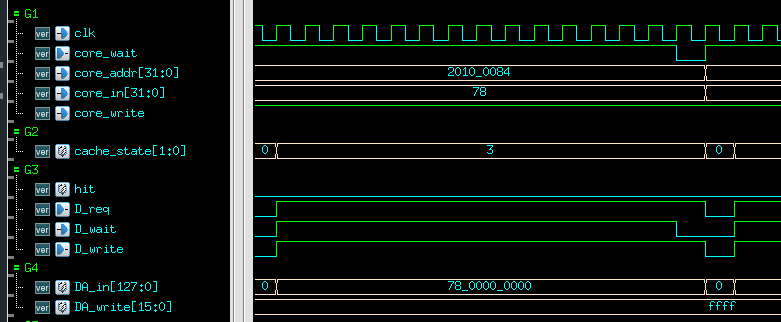 G1
ver clk
ver core_wait
ver core_addr[31:0] 2010_0084
ver core_in[31:0] 78
ver core_write
G2
ver cache_state[1:0] 0 3 0
G3
ver hit
ver D_req
ver D_wait
ver D_write
G4
ver DA_in[127:0] 0 78_0000_0000 0
ver DA_write[15:0] ffff